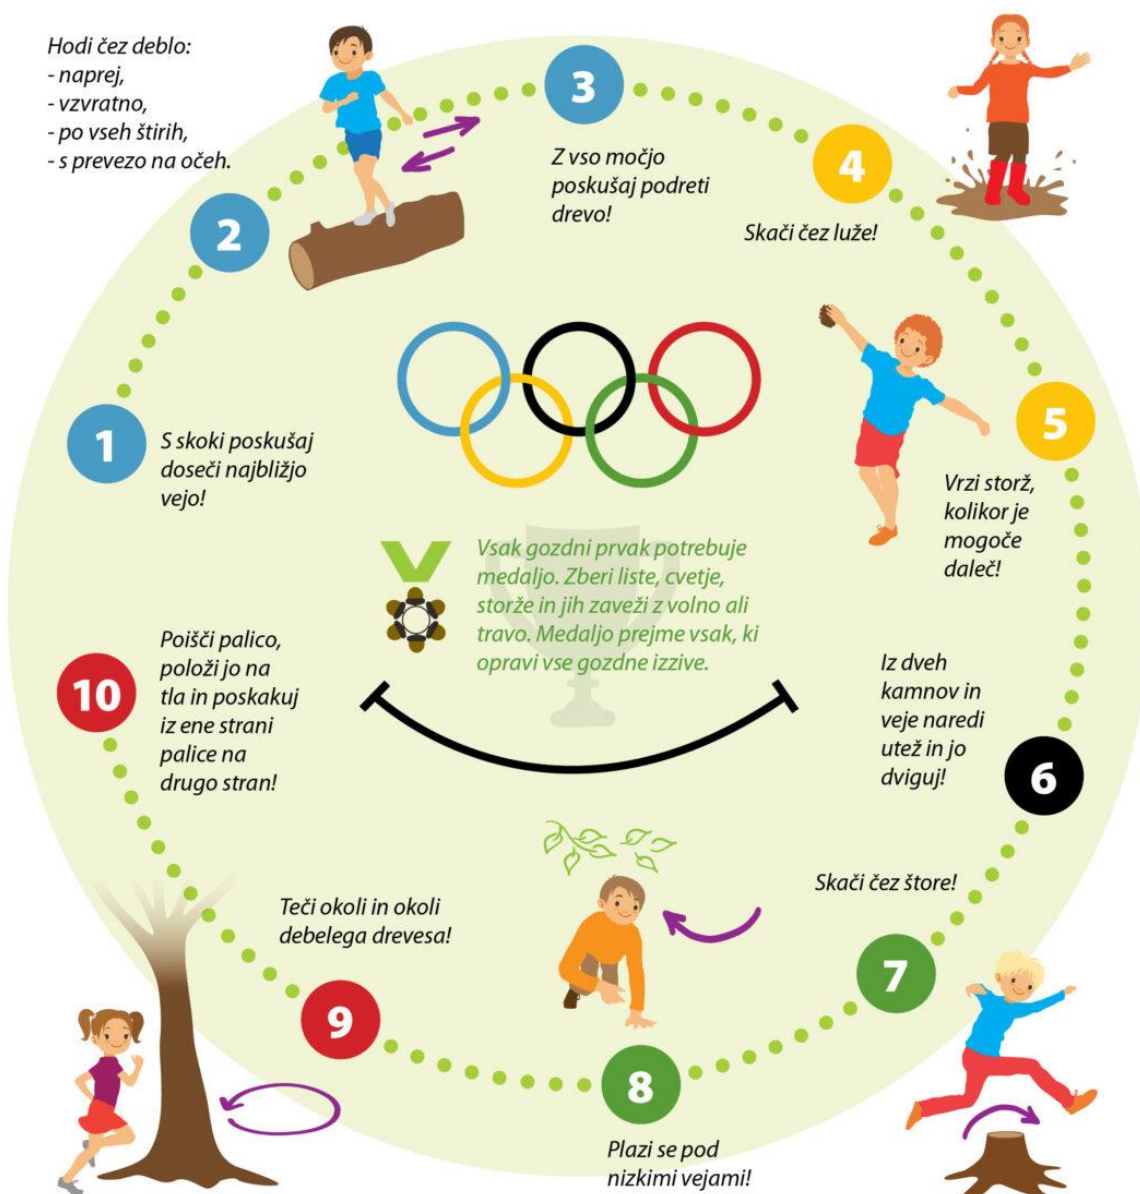 1
S skoki poskušaj
doseči najbližjo
vejo!
2
Hodi čez deblo:
- naprej,
- vzvratno,
- po vseh štirih,
- s prevezo na očeh.
3
Z vso močjo
poskušaj podreti
drevo!
4
Skači čez luže!
5
Vrzi storž,
kolikor je
mogoče
daleč!
6
Iz dveh
kamnov in
veje naredi
utež in jo
dviguj!
7
Skači čez štore!
8
Plazi se pod
nizkimi vejami!
9
Teči okoli in okoli
debelega drevesa!
10
Poišči palico,
položi jo na
tla in poskakuj
iz ene strani
palice na
drugo stran!
Vsak gozdni prvak potrebuje
medaljo. Zberi liste, cvetje,
storže in jih zaveži z volno ali
travo. Medaljo prejme vsak, ki
opravi vse gozdne izzive.